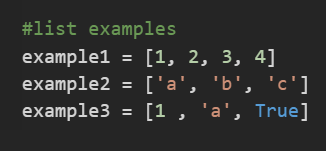 #list examples
example1 = [1, 2, 3, 4]
example2 = ['a', 'b', 'c']
example3 = [1 , 'a', True]